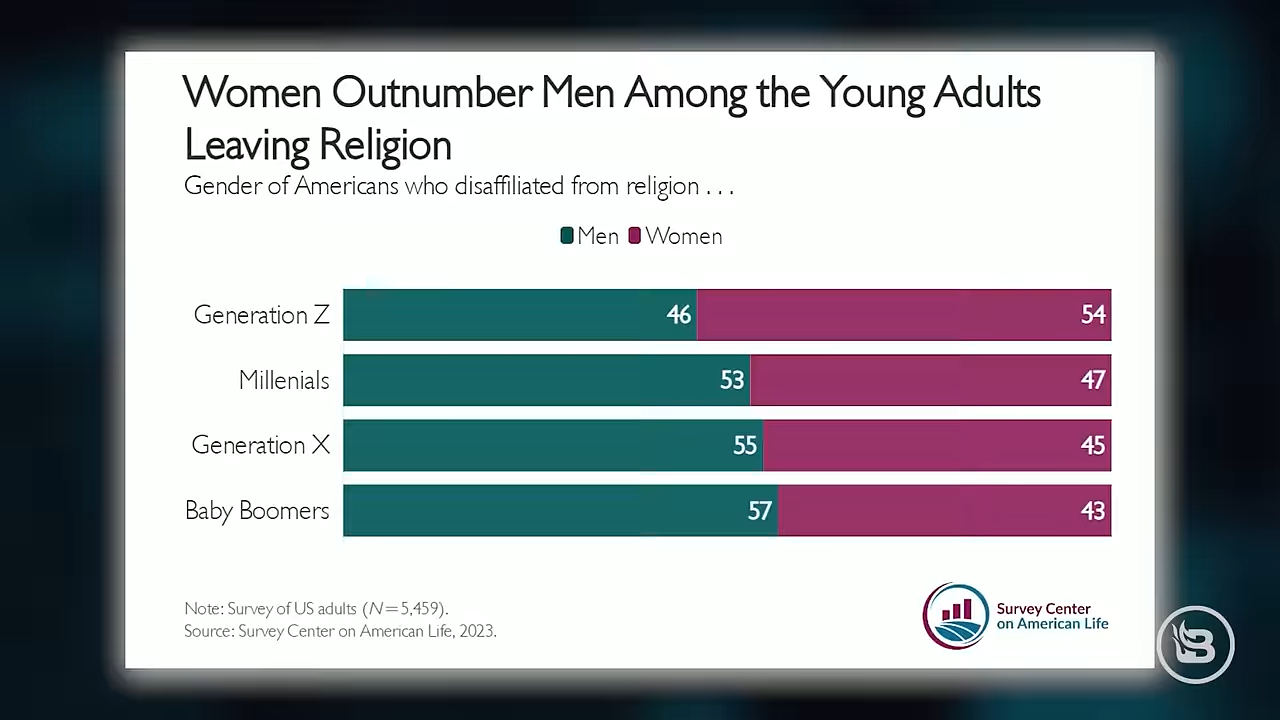 Women Outnumber Men Among the Young Adults
Leaving Religion
Gender of Americans who disaffiliated from religion . . .
Men Women
Generation Z 46 54
Millenials 53 47
Generation X 55 45
Baby Boomers 57 43
Note: Survey of US adults (N=5,459).
Source: Survey Center on American Life, 2023.
Survey Center
on American Life
B